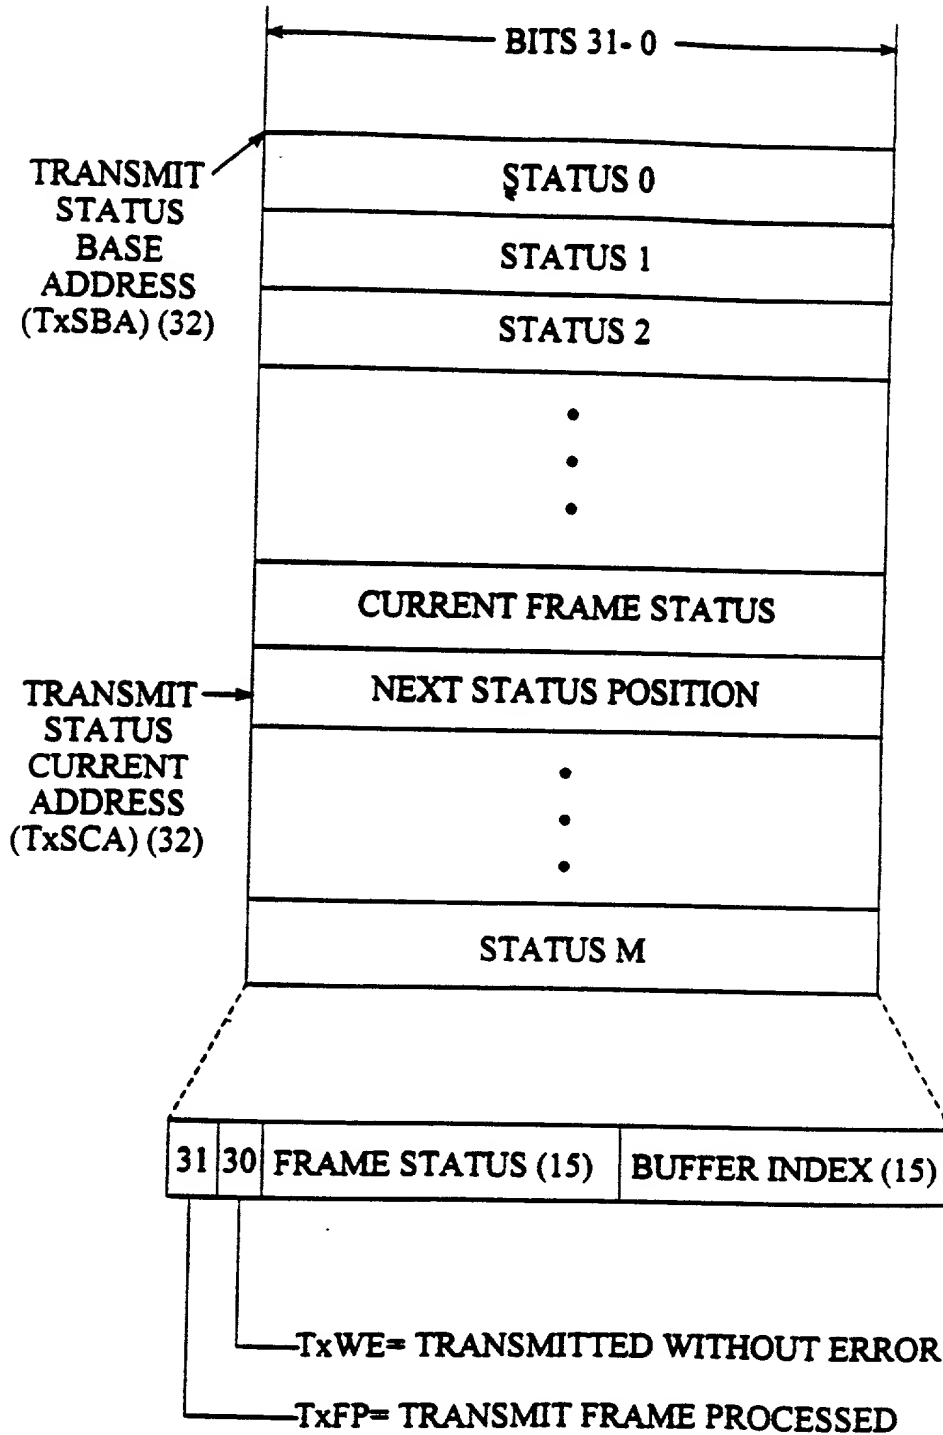 BITS 31- 0
TRANSMIT
STATUS
BASE
ADDRESS
(TxSBA) (32)
STATUS 0
STATUS 1
STATUS 2
CURRENT FRAME STATUS
TRANSMIT
STATUS
CURRENT
ADDRESS
(TxSCA) (32)
NEXT STATUS POSITION
STATUS M
31 30 FRAME STATUS (15) BUFFER INDEX (15)
TxWE= TRANSMITTED WITHOUT ERROR
TxFP= TRANSMIT FRAME PROCESSED